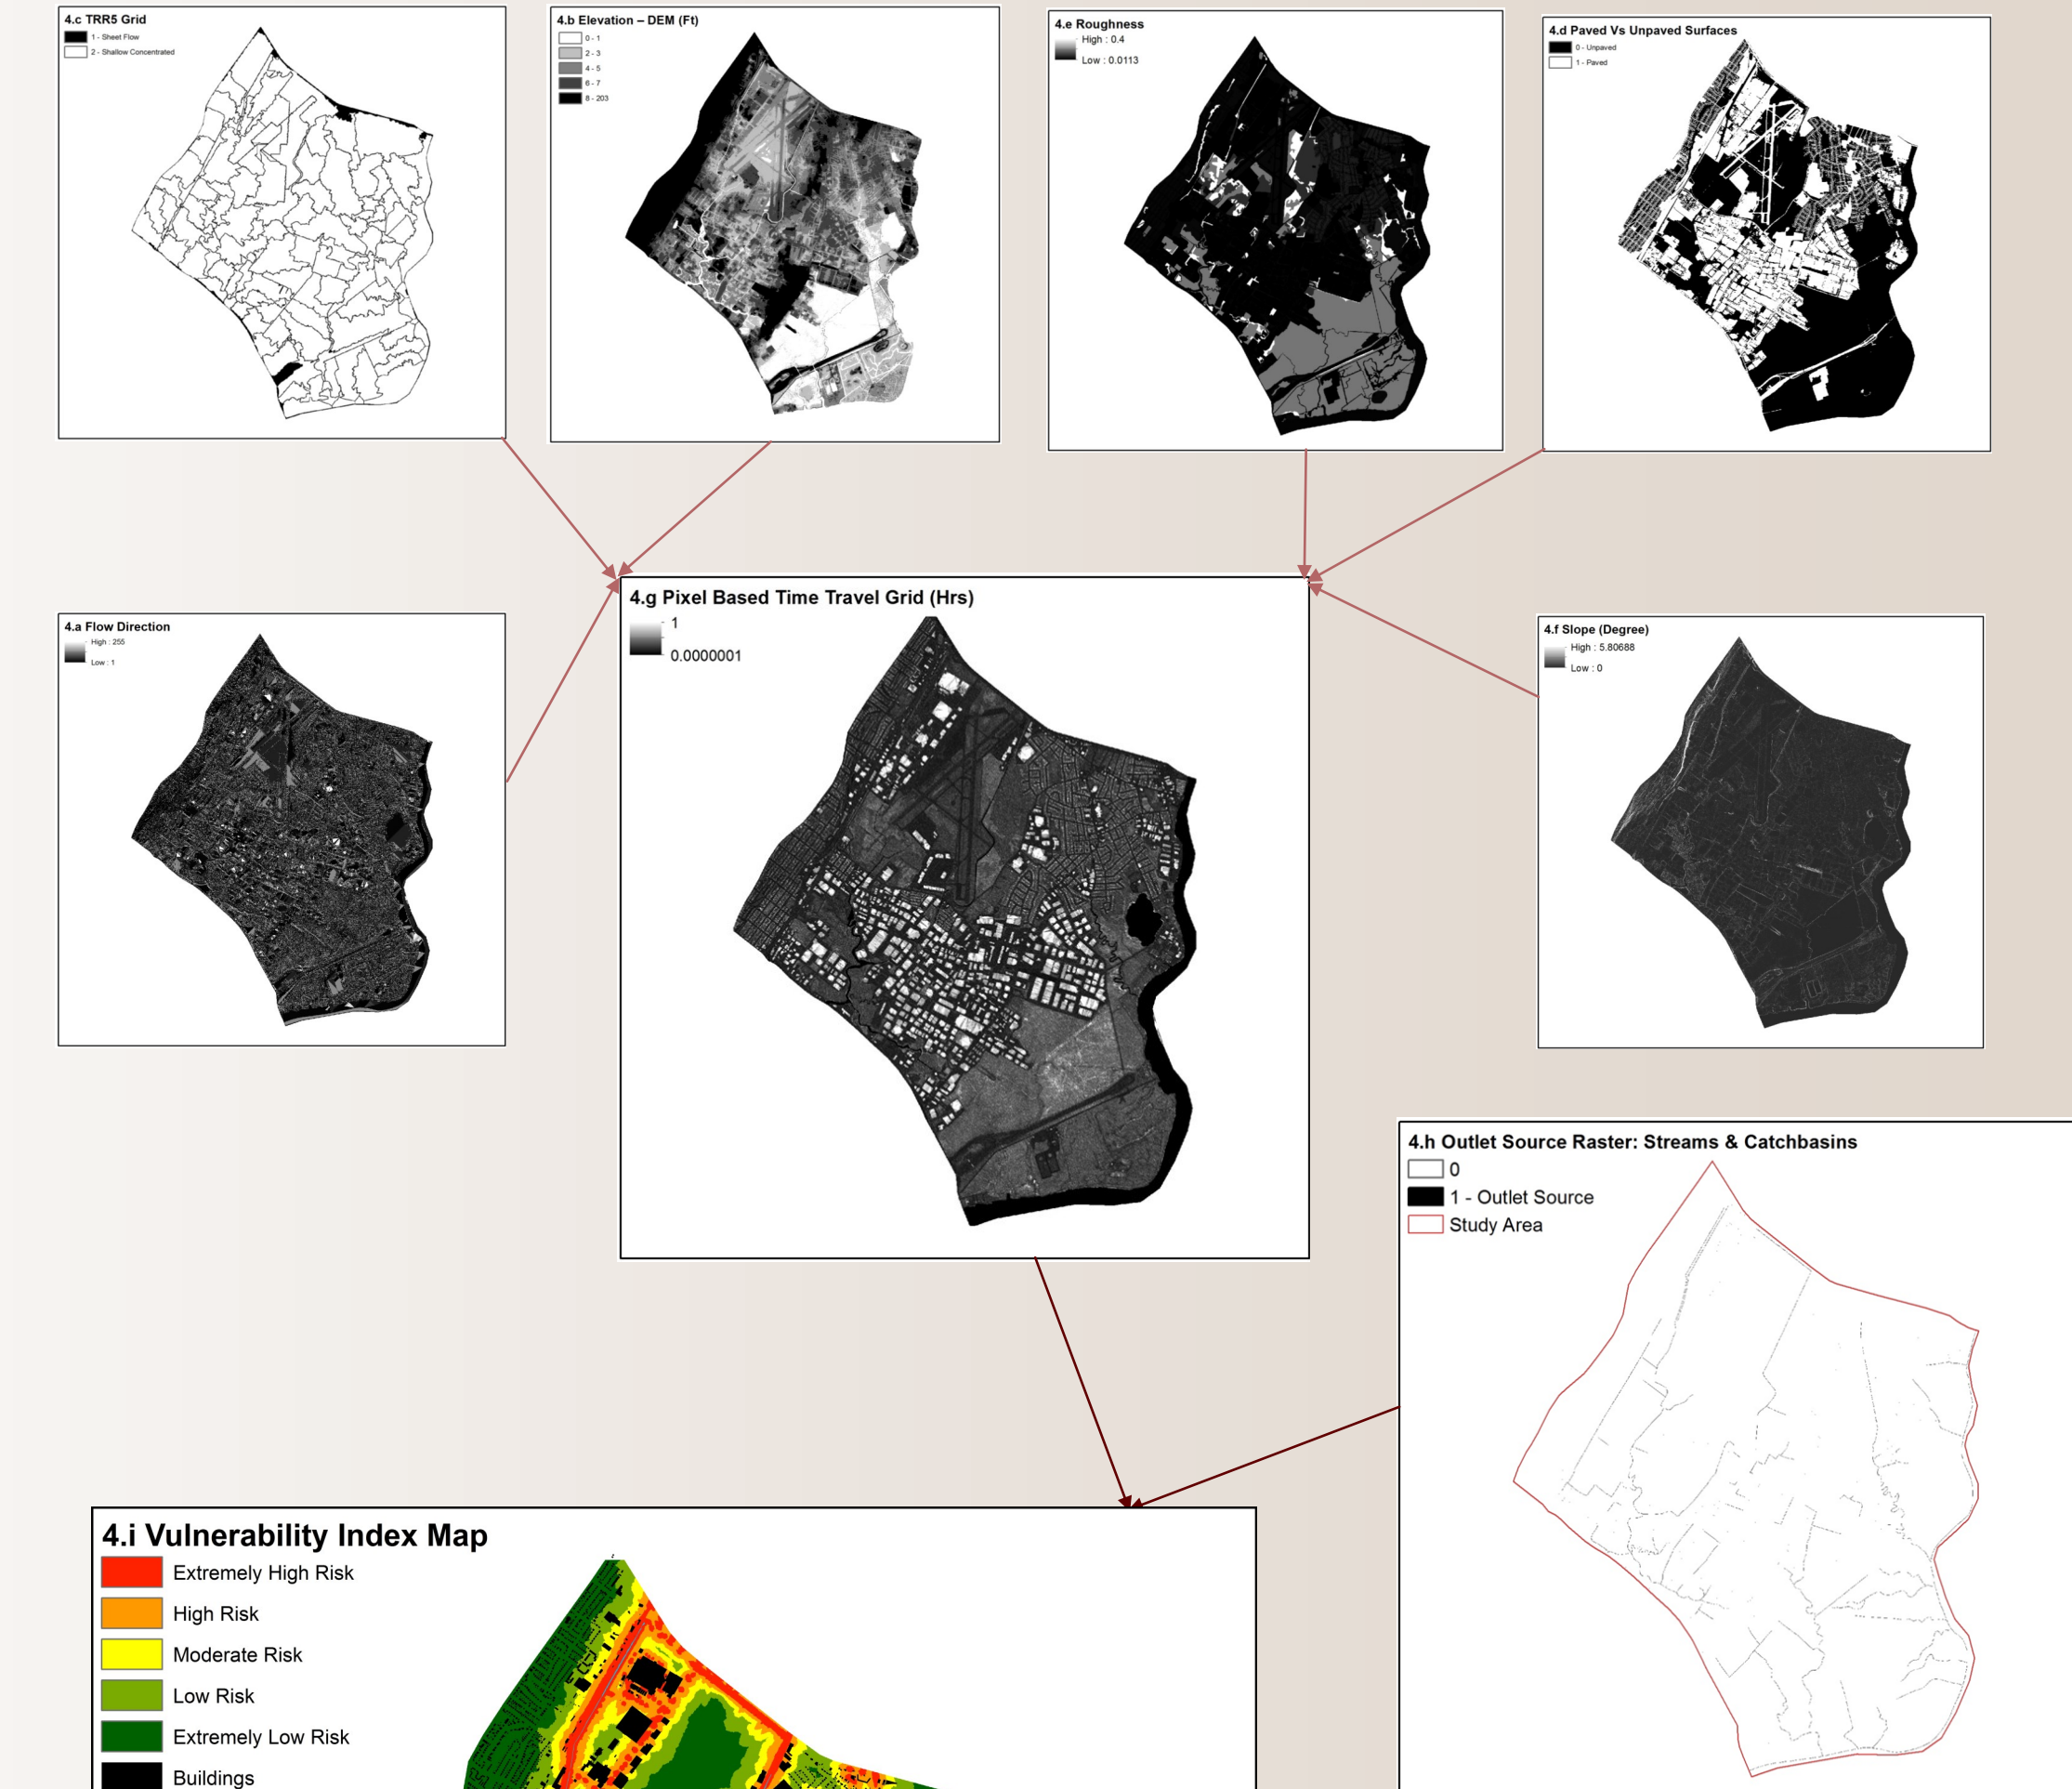 4.c TRR5 Grid
1 - Sheet Flow
2 - Shallow Concentrated
4.b Elevation – DEM (Ft)
0 - 1
2 - 3
4 - 5
6 - 7
8 - 203
4.e Roughness
High : 0.4
Low : 0.0113
4.d Paved Vs Unpaved Surfaces
0 - Unpaved
1 - Paved
4.a Flow Direction
High : 255
Low : 1
4.g Pixel Based Time Travel Grid (Hrs)
1
0.0000001
4.f Slope (Degree)
High : 5.80688
Low : 0
4.h Outlet Source Raster: Streams & Catchbasins
0
1 - Outlet Source
Study Area
4.i Vulnerability Index Map
Extremely High Risk
High Risk
Moderate Risk
Low Risk
Extremely Low Risk
Buildings